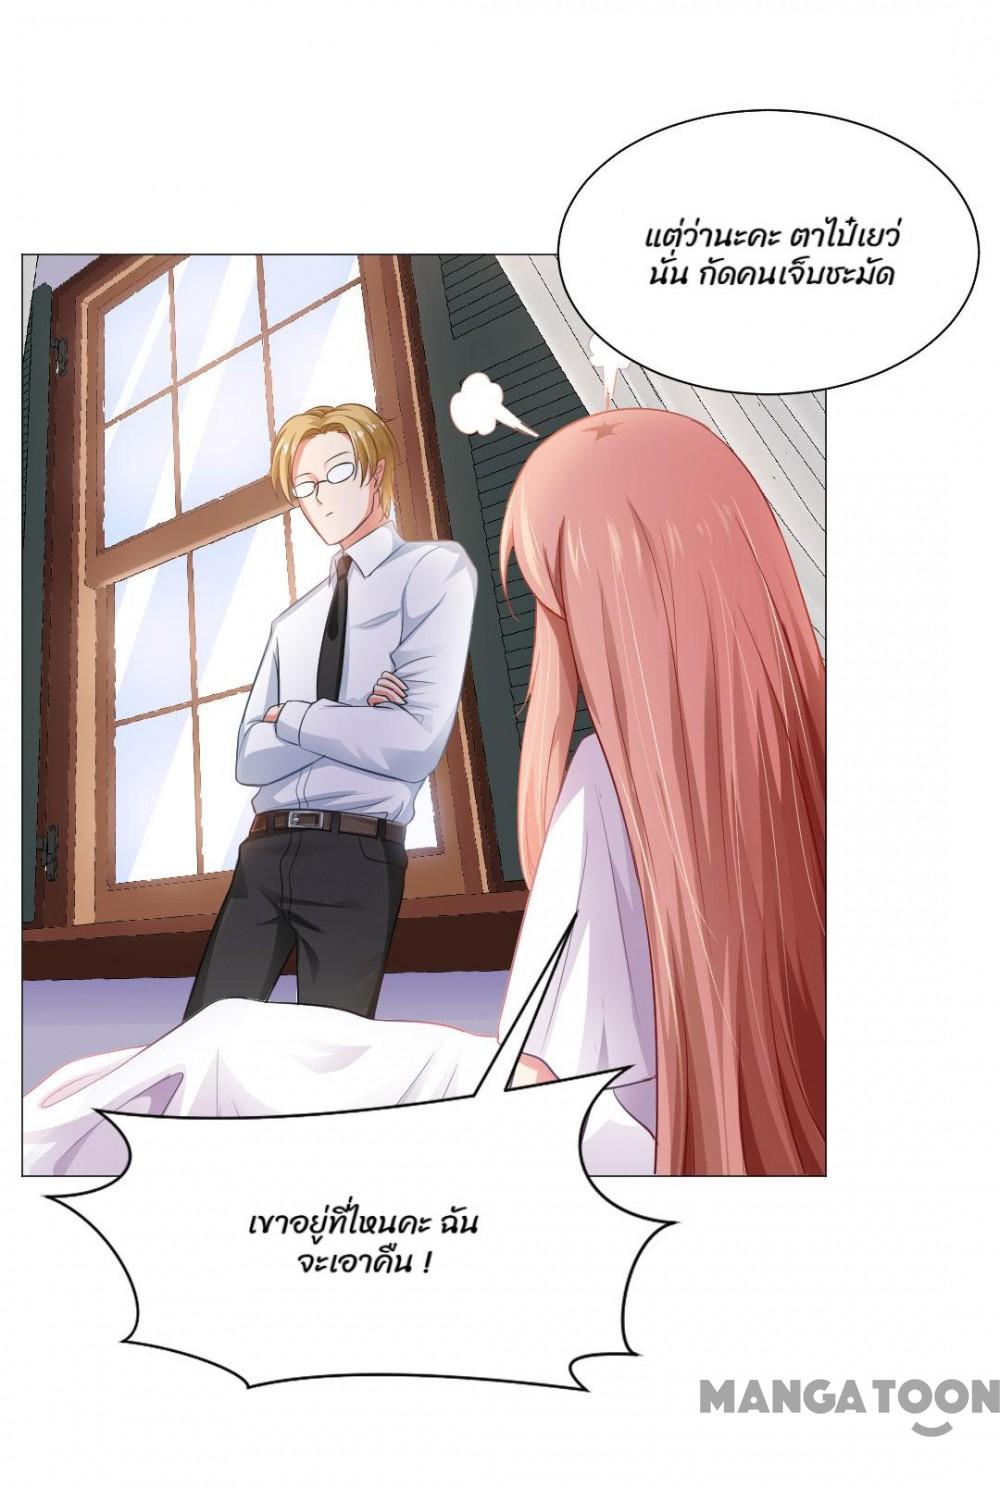 แต่ว่านะคะ ตาไป๋เยว่
นั่น กัดคนเจ็บชะมัด
เขาอยู่ที่ไหนคะ ฉัน
จะเอาคืน !
MANGATOON